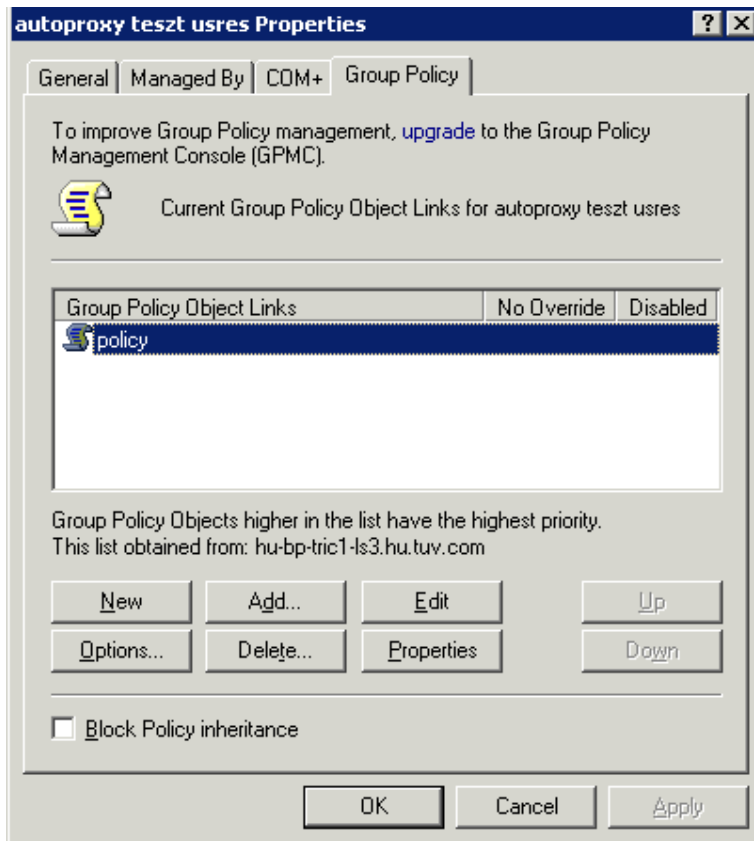 autoproxy teszt usres Properties
General Managed By COM+ Group Policy
To improve Group Policy management, upgrade to the Group Policy
Management Console (GPMC).
Current Group Policy Object Links for autoproxy teszt usres
Group Policy Object Links No Override Disabled
policy
Group Policy Objects higher in the list have the highest priority.
This list obtained from: hu-bp-tric1-ls3.hu.tuv.com
New Add... Edit Up
Options... Delete... Properties Down
Block Policy inheritance
OK Cancel Apply